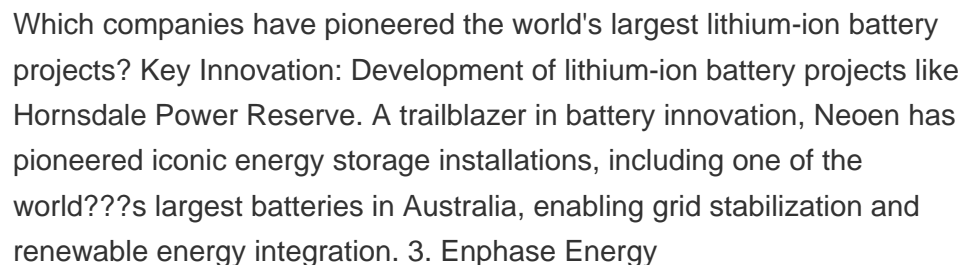 Which companies have pioneered the world's largest lithium-ion battery
projects? Key Innovation: Development of lithium-ion battery projects like
Hornsdale Power Reserve. A trailblazer in battery innovation, Neoen has
pioneered iconic energy storage installations, including one of the
world???s largest batteries in Australia, enabling grid stabilization and
renewable energy integration. 3. Enphase Energy